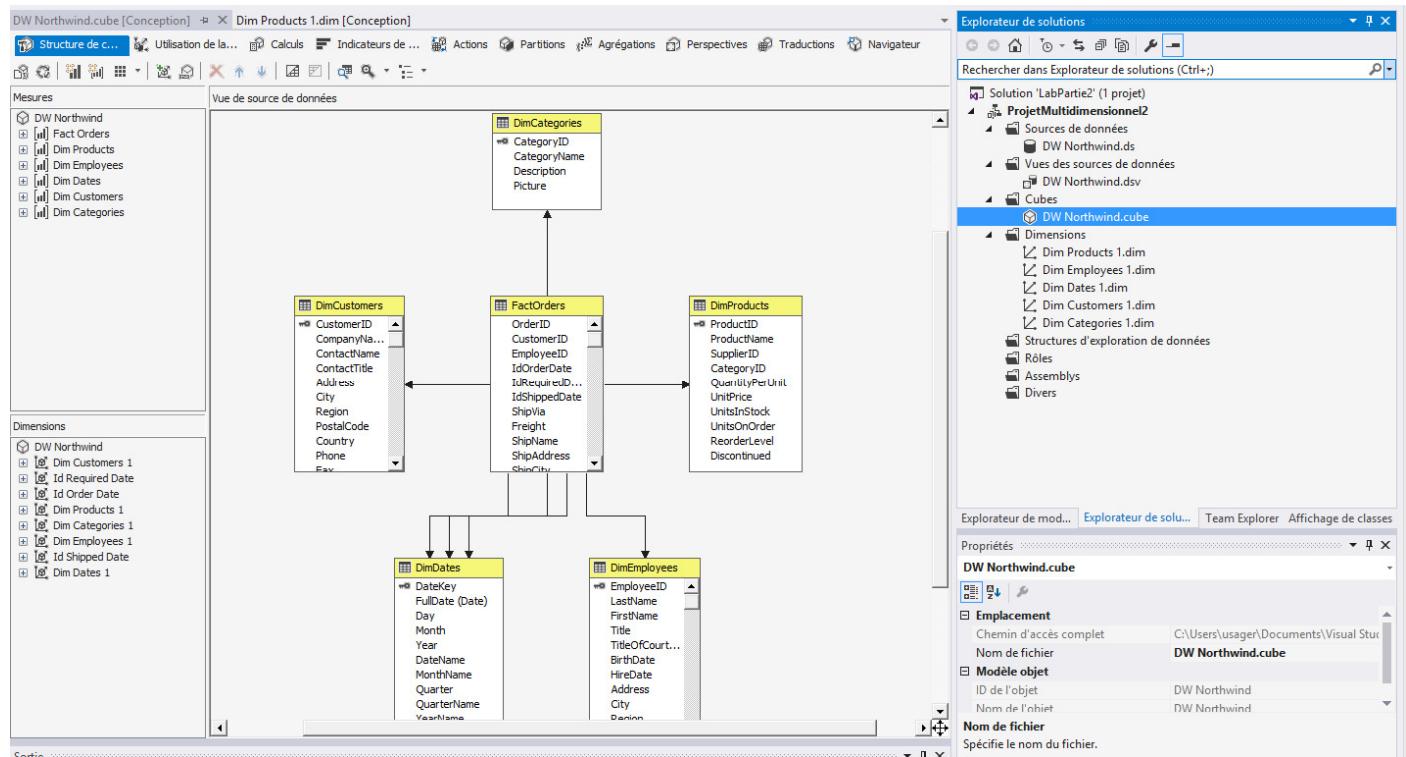 DW Northwind.cube [Conception]
Dim Products 1.dim [Conception]
Structure de c...
Utilisation de la...
Calculs
Indicateurs de ...
Actions
Partitions
Agrégations
Perspectives
Traductions
Navigateur
Mesures
DW Northwind
Fact Orders
Dim Products
Dim Employees
Dim Dates
Dim Customers
Dim Categories
Dimensions
DW Northwind
Dim Customers 1
Id Required Date
Id Order Date
Dim Products 1
Dim Categories 1
Dim Employees 1
Id Shipped Date
Dim Dates 1
Vue de source de données
DimCategories
CategoryID
CategoryName
Description
Picture
DimCustomers
CustomerID
CompanyNa...
ContactName
ContactTitle
Address
City
Region
PostalCode
Country
Phone
Fax
FactOrders
OrderID
CustomerID
EmployeeID
IdOrderDate
IdRequiredD...
IdShippedDate
ShipVia
Freight
ShipName
ShipAddress
ShipCity
DimProducts
ProductID
ProductName
SupplierID
CategoryID
QuantityPerUnit
UnitPrice
UnitsInStock
UnitsOnOrder
ReorderLevel
Discontinued
DimDates
DateKey
FullDate (Date)
Day
Month
Year
DateName
MonthName
Quarter
QuarterName
YearName
DimEmployees
EmployeeID
LastName
FirstName
Title
TitleOfCourt...
BirthDate
HireDate
Address
City
Region
Sortie
Explorateur de solutions
Rechercher dans Explorateur de solutions (Ctrl+;)
Solution 'LabPartie2' (1 projet)
ProjetMultidimensionnel2
Sources de données
DW Northwind.ds
Vues des sources de données
DW Northwind.dsv
Cubes
DW Northwind.cube
Dimensions
Dim Products 1.dim
Dim Employees 1.dim
Dim Dates 1.dim
Dim Customers 1.dim
Dim Categories 1.dim
Structures d'exploration de données
Rôles
Assemblys
Divers
Explorateur de mod...
Explorateur de solu...
Team Explorer
Affichage de classes
Propriétés
DW Northwind.cube
Emplacement
Chemin d'accès complet C:\Users\usager\Documents\Visual Stuc
Nom de fichier DW Northwind.cube
Modèle objet
ID de l'objet DW Northwind
Nom de l'objet DW Northwind
Nom de fichier
Spécifie le nom du fichier.